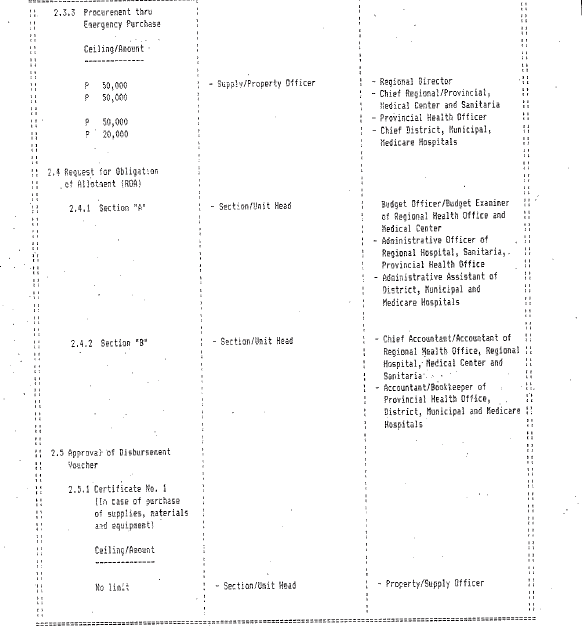 2.3.3 Procurement thru
Emergency Purchase
Ceiling/Amount
--------------
P 50,000 - Supply/Property Officer - Regional Director
P 50,000 - Chief Regional/Provincial,
Medical Center and Sanitaria
P 50,000 - Provincial Health Officer
P 20,000 - Chief District, Municipal,
Medicare Hospitals
2.4 Request for Obligation
of Allotment (ROA)
2.4.1 Section "A" - Section/Unit Head Budget Officer/Budget Examiner
of Regional Health Office and
Medical Center
- Administrative Officer of
Regional Hospital, Sanitaria,
Provincial Health Office
- Administrative Assistant of
District, Municipal and
Medicare Hospitals
2.4.2 Section "B" - Section/Unit Head - Chief Accountant/Accountant of
Regional Health Office, Regional
Hospital, Medical Center and
Sanitaria
- Accountant/Bookkeeper of
Provincial Health Office,
District, Municipal and Medicare
Hospitals
2.5 Approval of Disbursement
Voucher
2.5.1 Certificate No. 1
(In case of purchase
of supplies, materials
and equipment)
Ceiling/Amount
--------------
No limit - Section/Unit Head - Property/Supply Officer